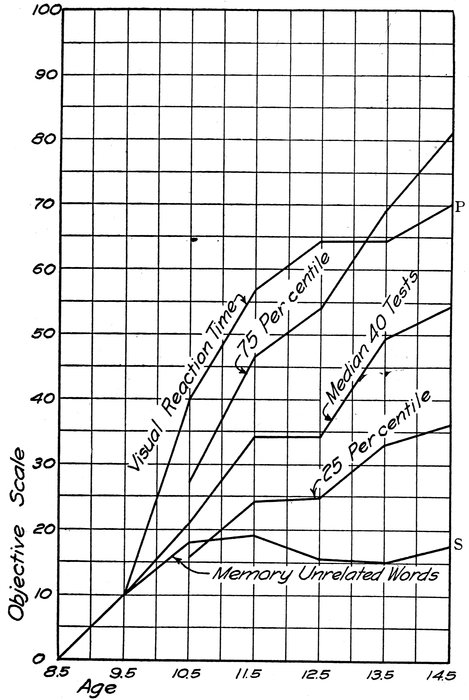 100
90
80
70
60
50
40
30
20
10
0
Objective Scale
8.5 9.5 10.5 11.5 12.5 13.5 14.5
Age
Visual Reaction Time
75 Per centile
Median 40 Tests
25 Per centile
Memory Unrelated Words
P
S